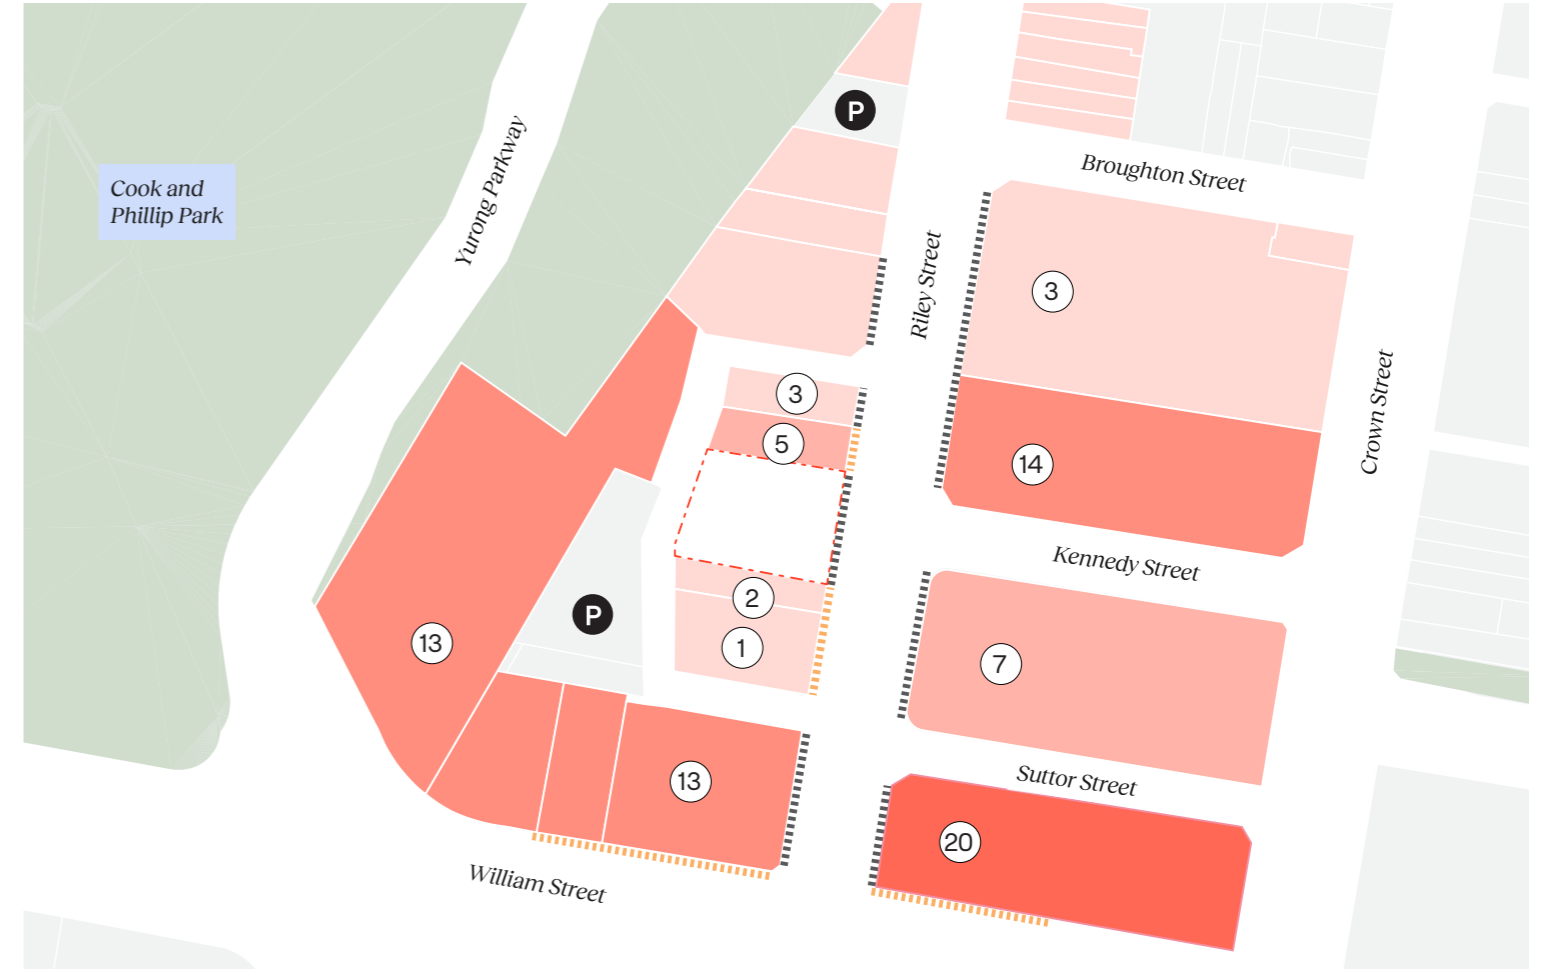 P
Broughton Street
Cook and
Phillip Park
Yurong Parkway
Riley Street
3
3
Crown Street
5
14
Kennedy Street
2
P
13
1
7
Suttor Street
13
20
William Street